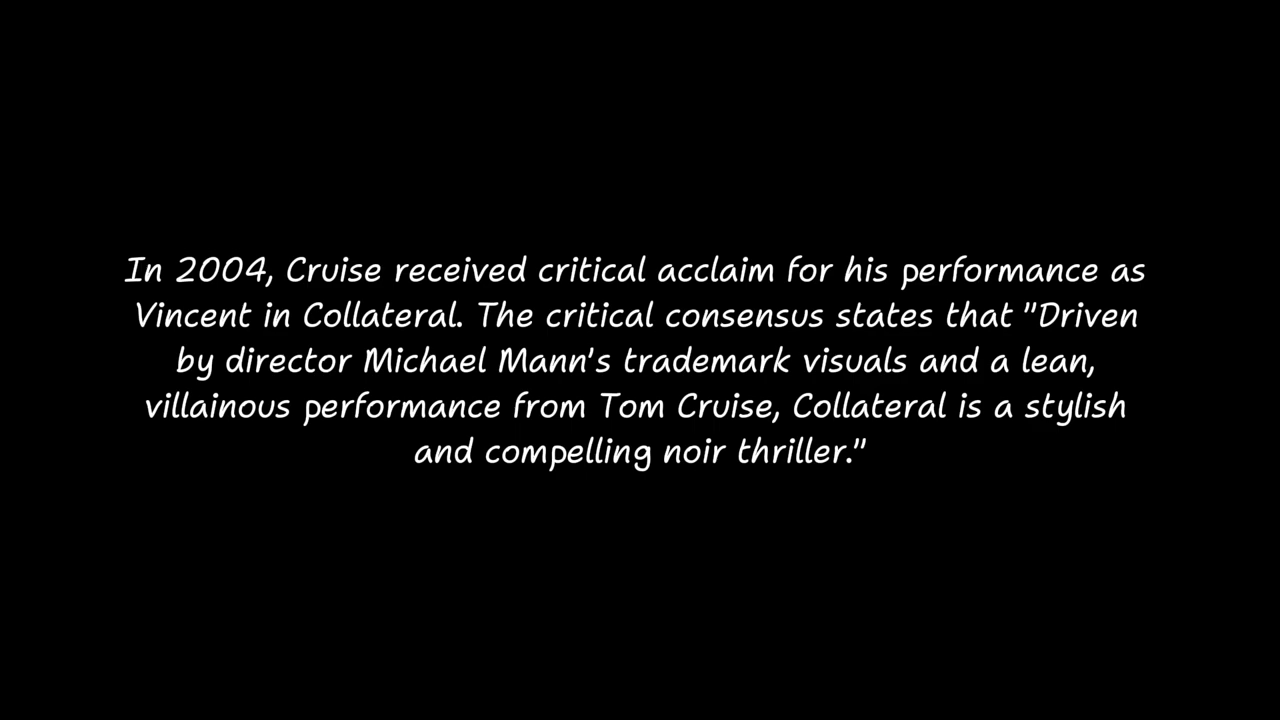 In 2004, Cruise received critical acclaim for his performance as
Vincent in Collateral. The critical consensus states that "Driven
by director Michael Mann's trademark visuals and a lean,
villainous performance from Tom Cruise, Collateral is a stylish
and compelling noir thriller."